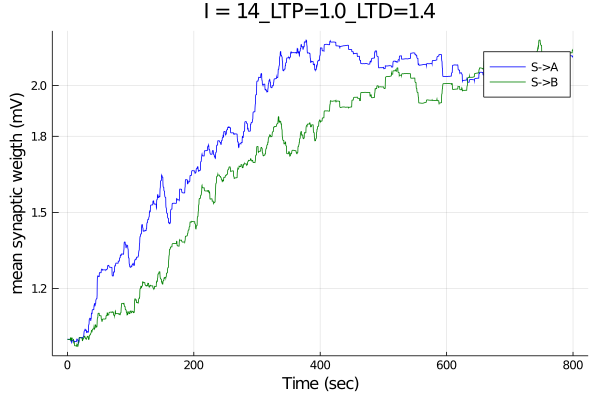 I = 14_LTP=1.0_LTD=1.4
mean synaptic weigth (mV)
2.0
1.8
1.5
1.2
S->A
S->B
0
200
400
600
800
Time (sec)